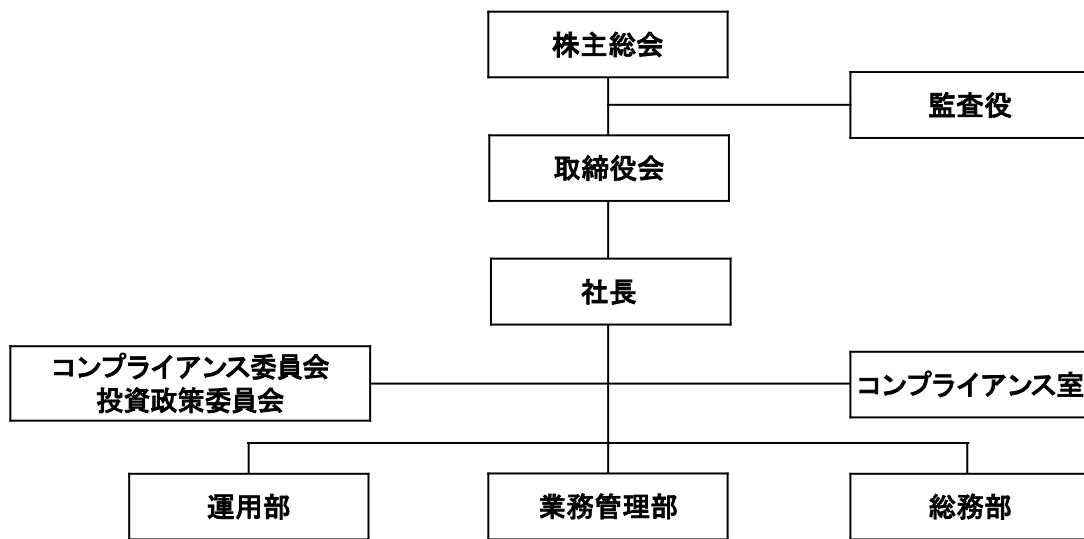 株主総会
監査役
取締役会
社長
コンプライアンス委員会
投資政策委員会
コンプライアンス室
運用部
業務管理部
総務部